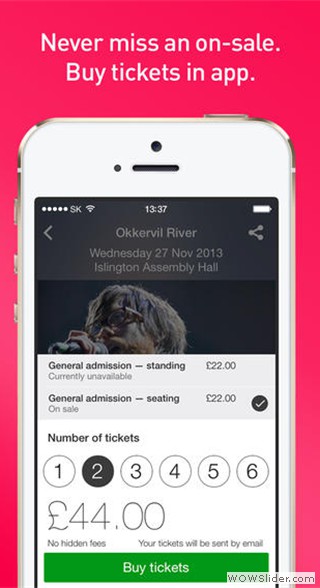 Never miss an on-sale.
Buy tickets in app.
SK 13:37
Okkervil River
Wednesday 27 Nov 2013
Islington Assembly Hall
General admission — standing £22.00
Currently unavailable
General admission — seating £22.00
On sale
Number of tickets
1 2 3 4 5 6
£44.00
No hidden fees Your tickets will be sent by email
Buy tickets
WOWSlider.com